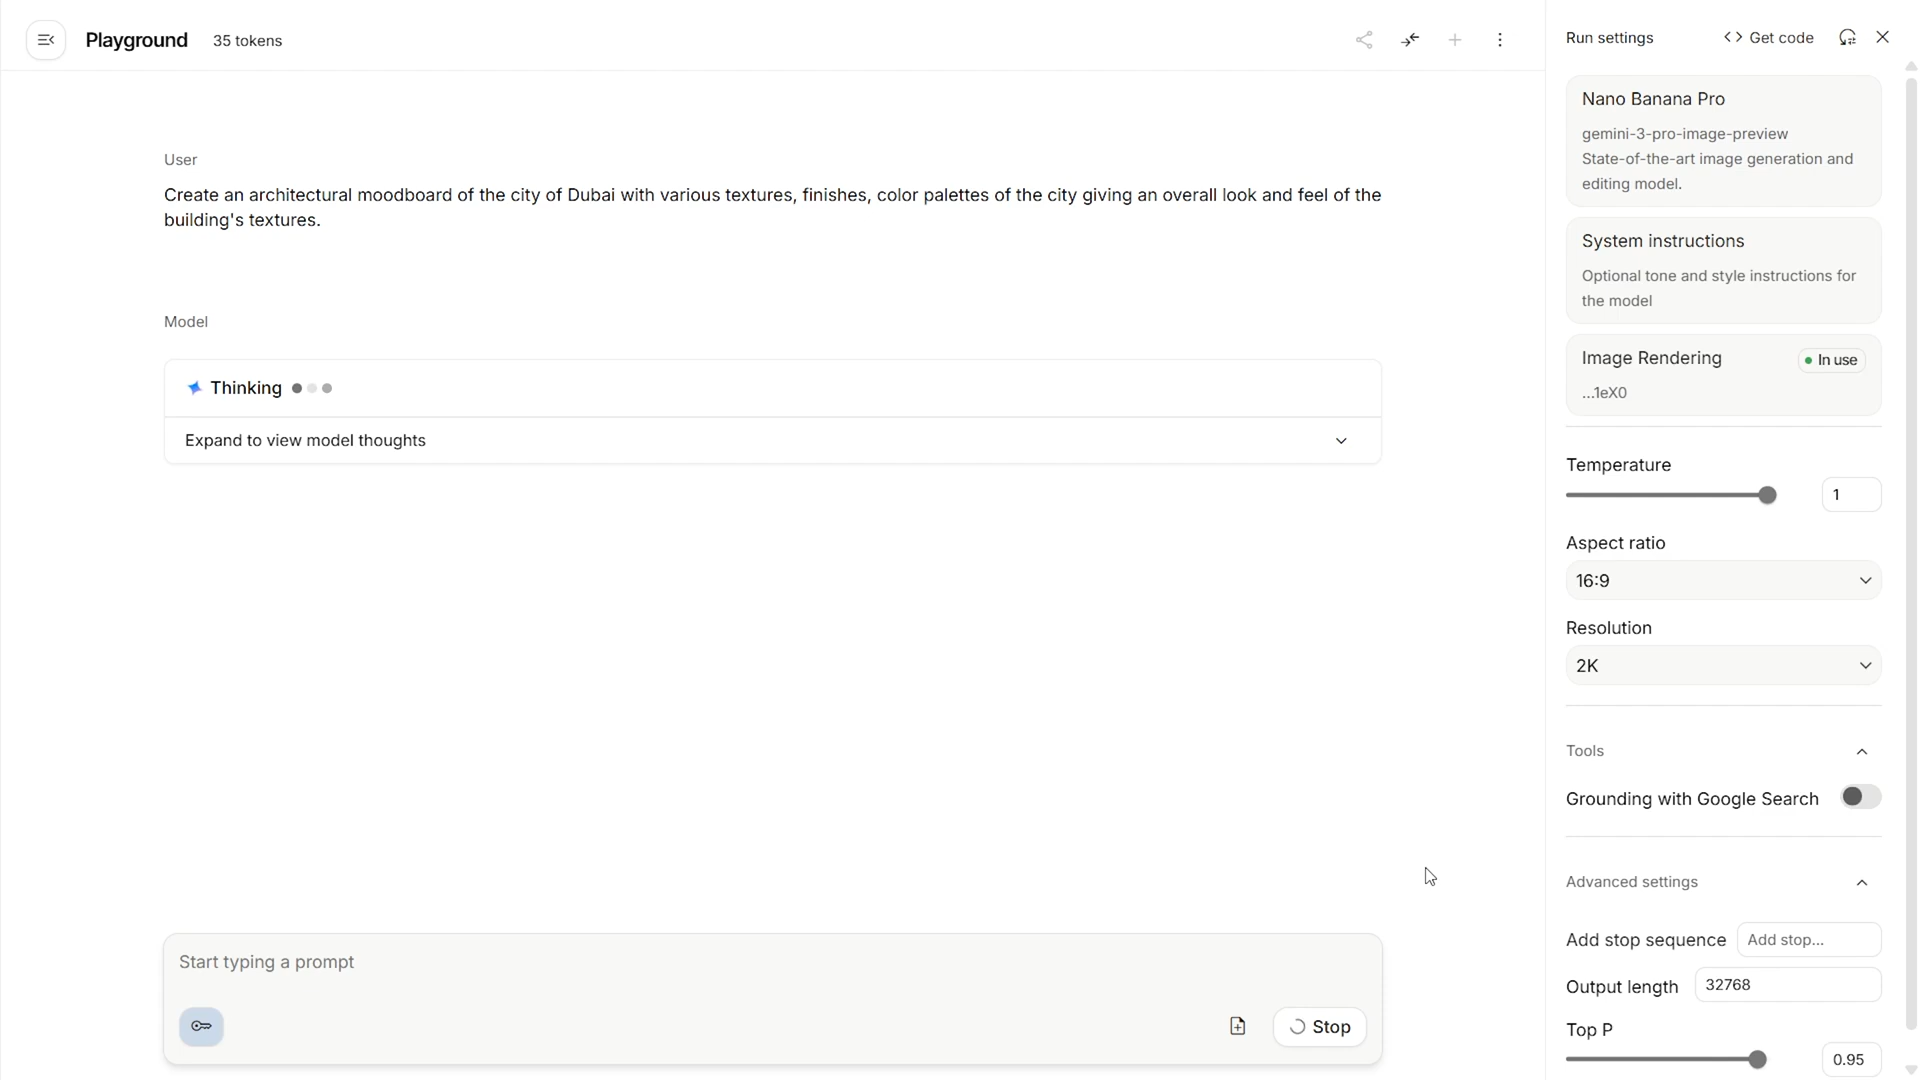 Playground
35 tokens
User
Create an architectural moodboard of the city of Dubai with various textures, finishes, color palettes of the city giving an overall look and feel of the
building's textures.
Model
Thinking
Expand to view model thoughts
Start typing a prompt
Stop
Run settings
Get code
Nano Banana Pro
gemini-3-pro-image-preview
State-of-the-art image generation and
editing model.
System instructions
Optional tone and style instructions for
the model
Image Rendering
In use
...1eX0
Temperature
1
Aspect ratio
16:9
Resolution
2K
Tools
Grounding with Google Search
Advanced settings
Add stop sequence
Add stop...
Output length
32768
Top P
0.95